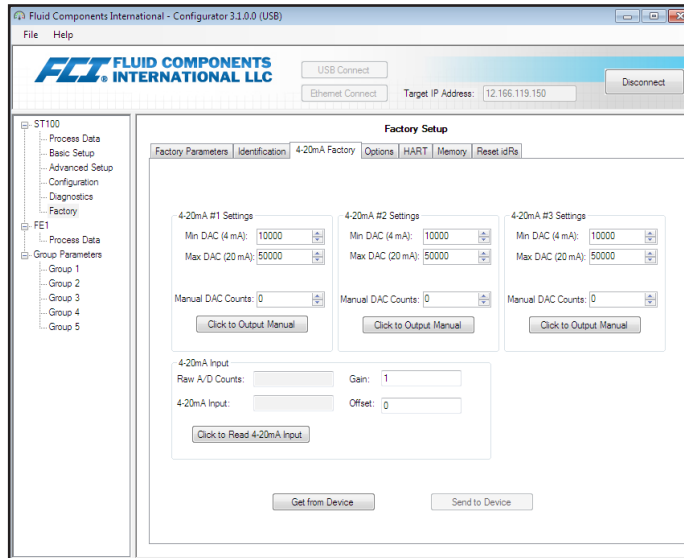 Fluid Components International - Configurator 3.1.0.0 (USB)
File Help
FCI. FLUID COMPONENTS
INTERNATIONAL LLC
USB Connect
Ethernet Connect Target IP Address: 12.166.119.150
Disconnect
ST100
Process Data
Basic Setup
Advanced Setup
Configuration
Diagnostics
Factory
FE1
Process Data
Group Parameters
Group 1
Group 2
Group 3
Group 4
Group 5
Factory Setup
Factory Parameters Identification 4-20mA Factory Options HART Memory Reset idRs
4-20mA #1 Settings
Min DAC (4 mA): 10000
Max DAC (20 mA): 50000
Manual DAC Counts: 0
Click to Output Manual
4-20mA #2 Settings
Min DAC (4 mA): 10000
Max DAC (20 mA): 50000
Manual DAC Counts: 0
Click to Output Manual
4-20mA #3 Settings
Min DAC (4 mA): 10000
Max DAC (20 mA): 50000
Manual DAC Counts: 0
Click to Output Manual
4-20mA Input
Raw A/D Counts: Gain: 1
4-20mA Input: Offset: 0
Click to Read 4-20mA Input
Get from Device Send to Device